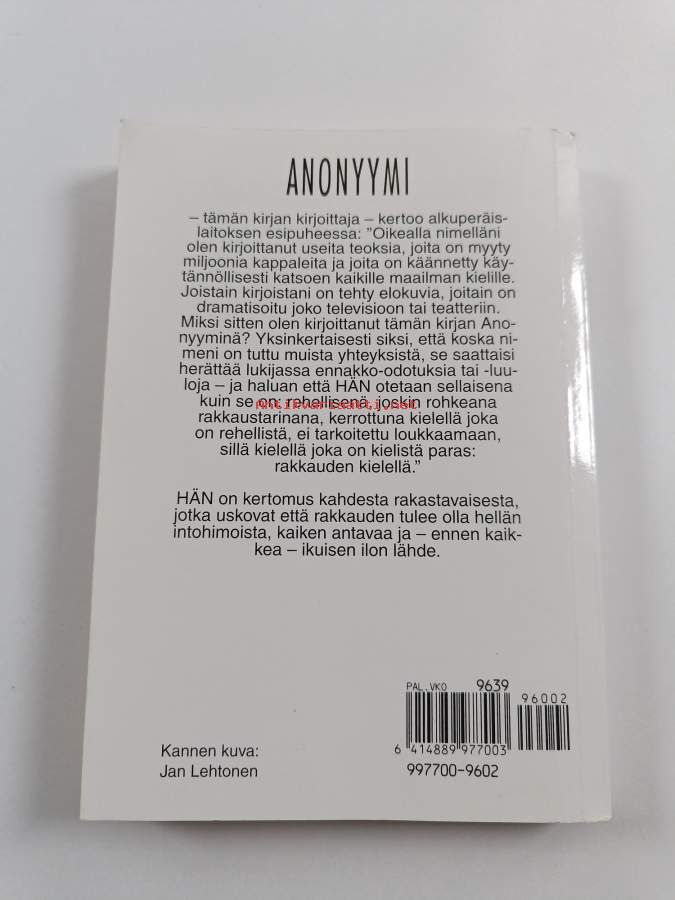 ANONYYMI
– tämän kirjan kirjoittaja – kertoo alkuperäis-
laitoksen esipuheessa: ”Oikealla nimelläni
olen kirjoittanut useita teoksia, joita on myyty
miljoonia kappaleita ja joita on käännetty käy-
tännöllisesti katsoen kaikille maailman kielille.
Joistain kirjoistani on tehty elokuvia, joitain on
dramatisoitu joko televisioon tai teatteriin.
Miksi sitten olen kirjoittanut tämän kirjan Ano-
nyyminä? Yksinkertaisesti siksi, että koska ni-
meni on tuttu muista yhteyksistä, se saattaisi
herättää lukijassa ennakko-odotuksia tai -luu-
loja – ja haluan että HÄN otetaan sellaisena
kuin se on: rehellisenä, joskin rohkeana
Antikvariaatti.net
rakkaustarinana, kerrottuna kielellä joka
on rehellistä, ei tarkoitettu loukkaamaan,
sillä kielellä joka on kielistä paras:
rakkauden kielellä.”
HÄN on kertomus kahdesta rakastavaisesta,
jotka uskovat että rakkauden tulee olla hellän
intohimoista, kaiken antavaa ja – ennen kaik-
kea – ikuisen ilon lähde.
PAL.VKO 9639
96002
6 414889 977003
997700-9602
Kannen kuva:
Jan Lehtonen